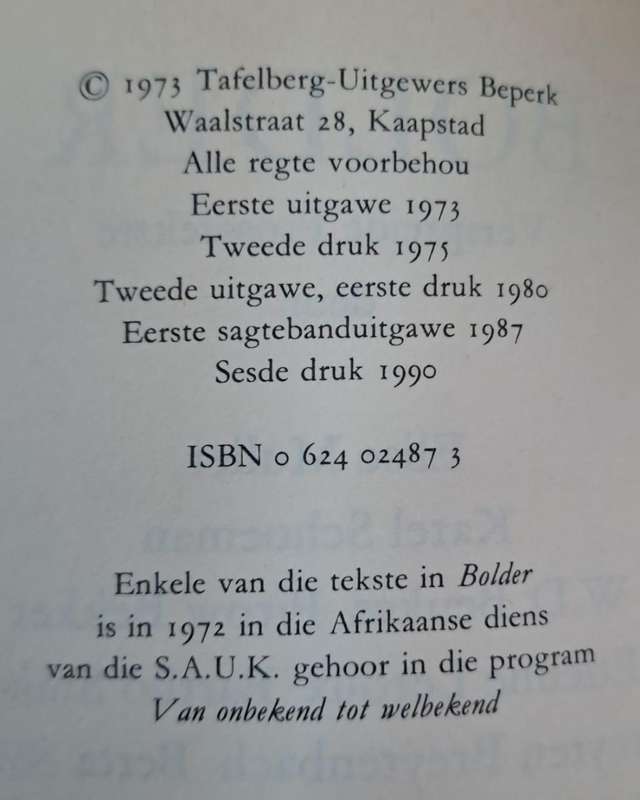 © 1973 Tafelberg-Uitgewers Beperk
Waalstraat 28, Kaapstad
Alle regte voorbehou
Eerste uitgawe 1973
Tweede druk 1975
Tweede uitgawe, eerste druk 1980
Eerste sagtebanduitgawe 1987
Sesde druk 1990
ISBN 0 624 02487 3
Enkele van die tekste in Bolder
is in 1972 in die Afrikaanse diens
van die S.A.U.K. gehoor in die program
Van onbekend tot welbekend